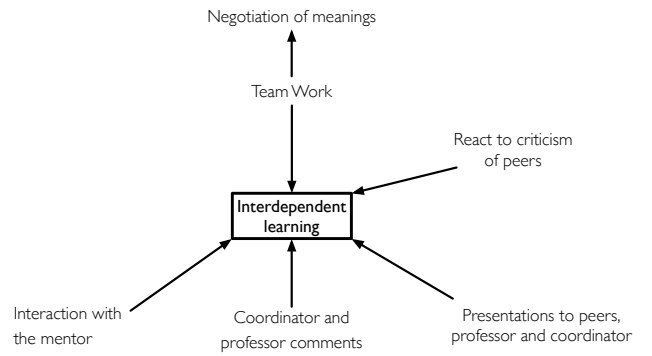 Negotiation of meanings
Team Work
React to criticism
of peers
Interdependent
learning
Interaction with
the mentor
Coordinator and
professor comments
Presentations to peers,
professor and coordinator